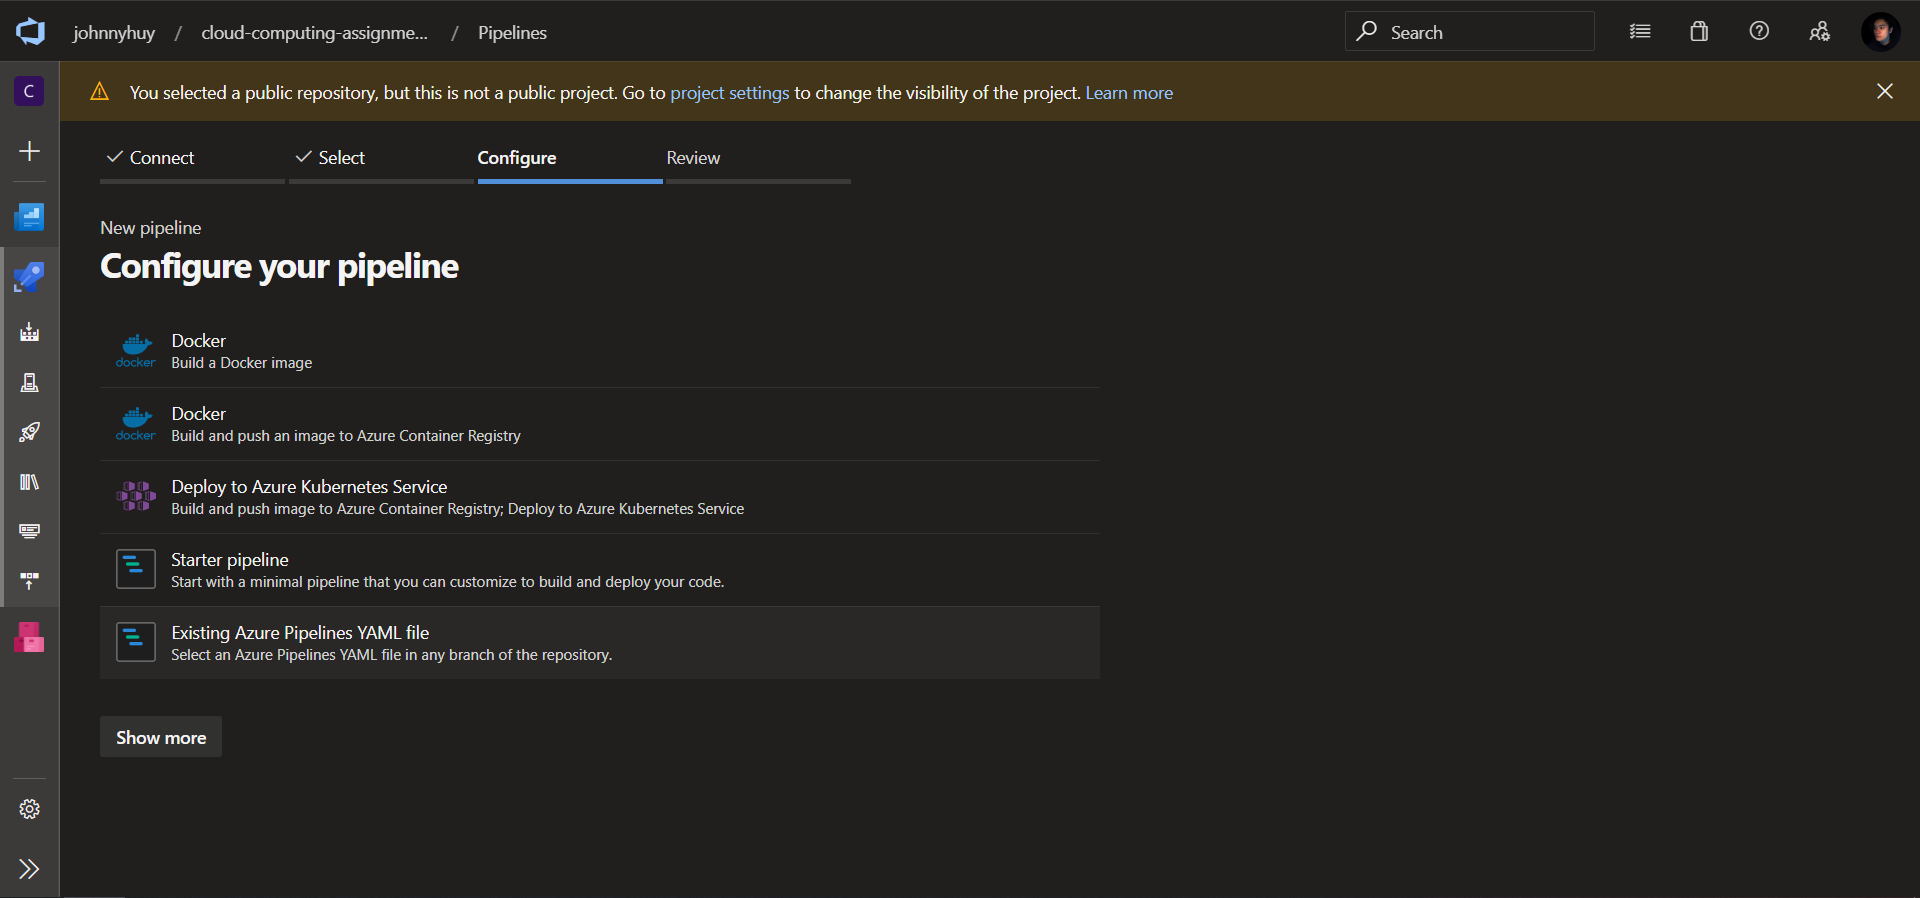 johnnyhuy / cloud-computing-assignme... / Pipelines
Search
C
You selected a public repository, but this is not a public project. Go to project settings to change the visibility of the project. Learn more
Connect
Select
Configure
Review
New pipeline
Configure your pipeline
docker
Docker
Build a Docker image
docker
Docker
Build and push an image to Azure Container Registry
Deploy to Azure Kubernetes Service
Build and push image to Azure Container Registry; Deploy to Azure Kubernetes Service
Starter pipeline
Start with a minimal pipeline that you can customize to build and deploy your code.
Existing Azure Pipelines YAML file
Select an Azure Pipelines YAML file in any branch of the repository.
Show more